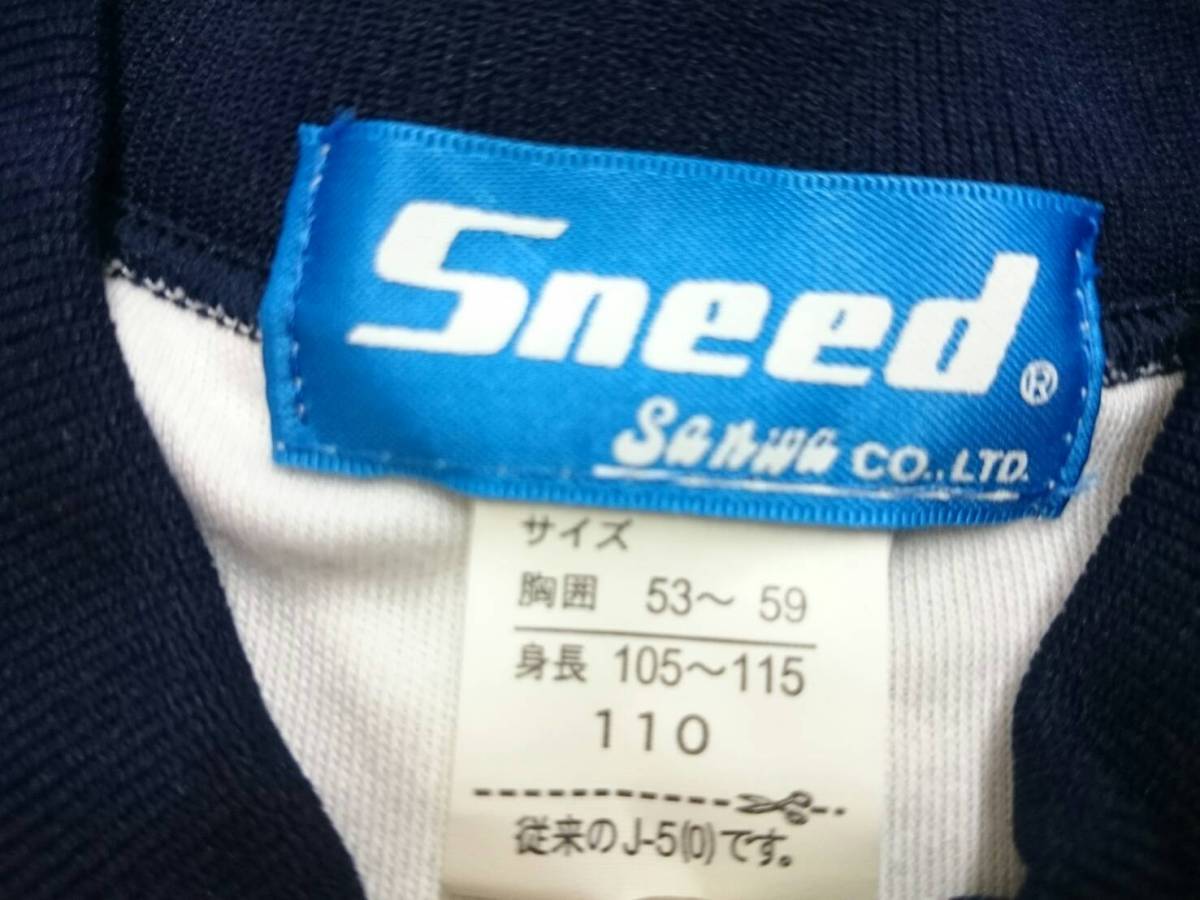 Sneed®
Sanwa CO.,LTD.
サイズ
胸囲 53～59
身長 105～115
110
従来のJ-5(0)です。